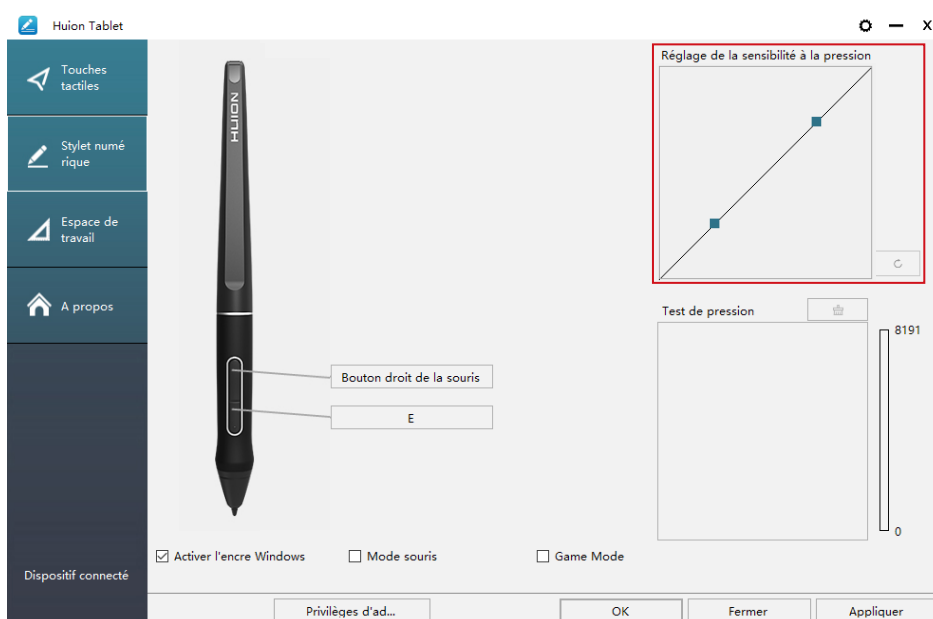 Huion Tablet
X
Touches
tactiles
Stylet numé
rique
Espace de
travail
A propos
Dispositif connecté
HUION
Bouton droit de la souris
E
Réglage de la sensibilité à la pression
Test de pression
8191
0
Activer l'encre Windows
Mode souris
Game Mode
Privilèges d'ad...
OK
Fermer
Appliquer